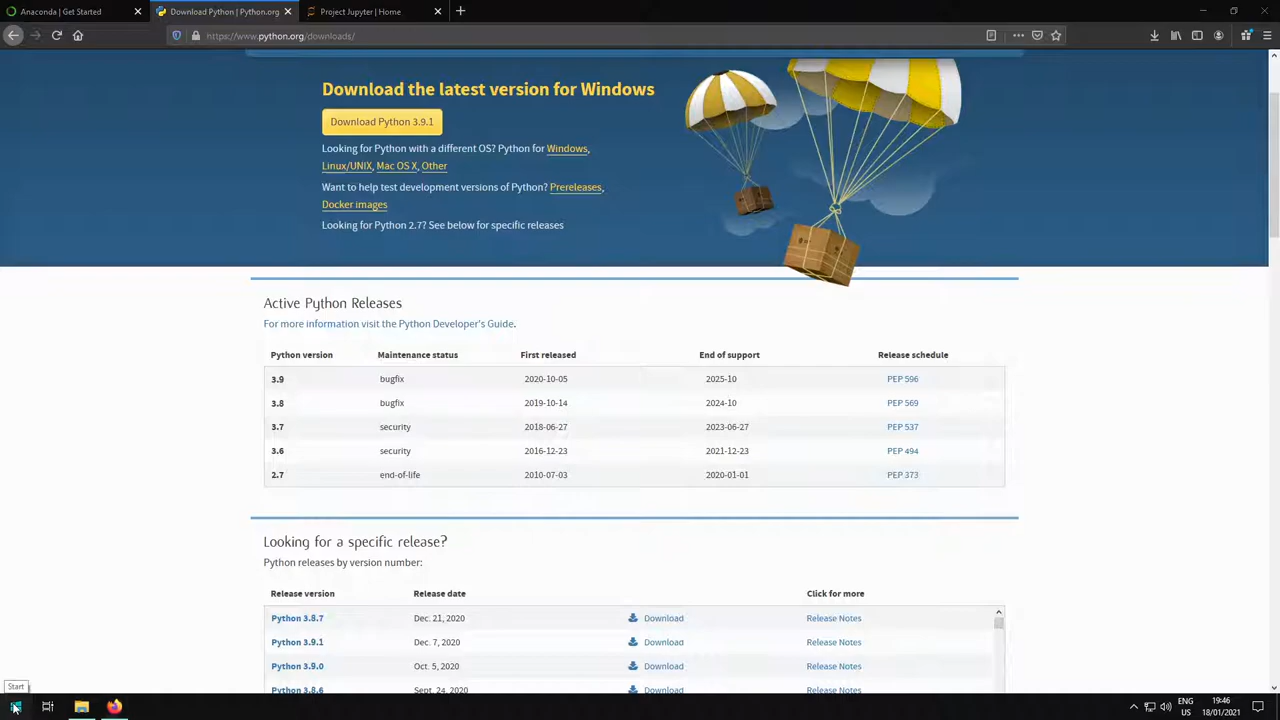 Anaconda | Get Started
Download Python | Python.org
Project Jupyter | Home
https://www.python.org/downloads/
Download the latest version for Windows
Download Python 3.9.1
Looking for Python with a different OS? Python for Windows,
Linux/UNIX, Mac OS X, Other
Want to help test development versions of Python? Prereleases,
Docker images
Looking for Python 2.7? See below for specific releases
Active Python Releases
For more information visit the Python Developer's Guide.
Python version Maintenance status First released End of support Release schedule
3.9 bugfix 2020-10-05 2025-10 PEP 596
3.8 bugfix 2019-10-14 2024-10 PEP 569
3.7 security 2018-06-27 2023-06-27 PEP 537
3.6 security 2016-12-23 2021-12-23 PEP 494
2.7 end-of-life 2010-07-03 2020-01-01 PEP 373
Looking for a specific release?
Python releases by version number:
Release version Release date Click for more
Python 3.8.7 Dec. 21, 2020 Download Release Notes
Python 3.9.1 Dec. 7, 2020 Download Release Notes
Python 3.9.0 Oct. 5, 2020 Download Release Notes
Python 3.8.6 Sept. 24, 2020 Download Release Notes
Start
ENG
US
19:46
18/01/2021